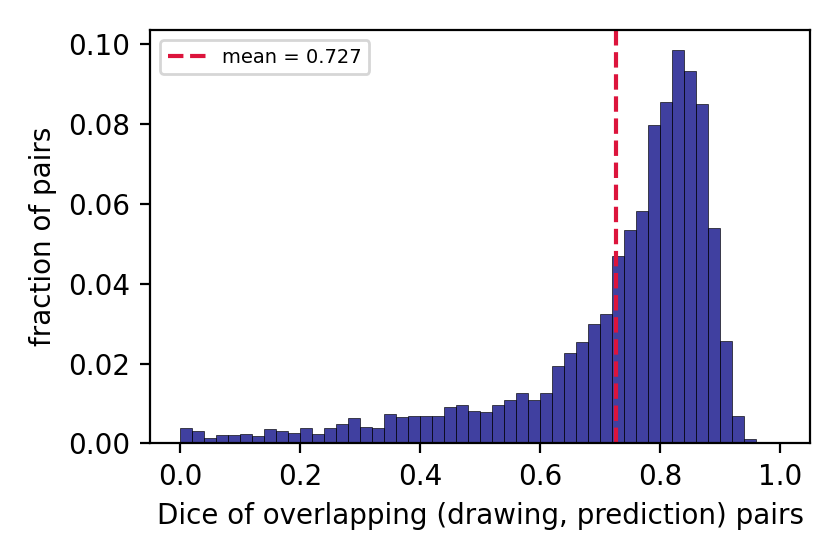 mean = 0.727
fraction of pairs
0.10
0.08
0.06
0.04
0.02
0.00
0.0 0.2 0.4 0.6 0.8 1.0
Dice of overlapping (drawing, prediction) pairs